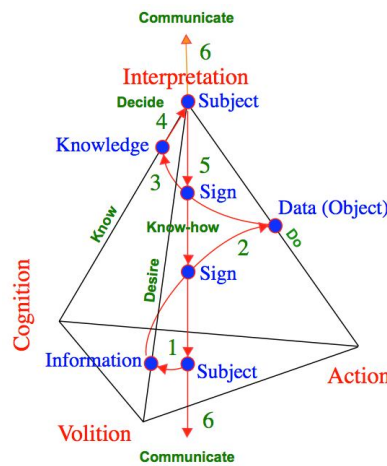 Communicate
6
Interpretation
Decide
Subject
4
Knowledge
5
3
Sign
Data (Object)
Know
Know-how
2
Do
Desire
Sign
Cognition
1
Information
Subject
Action
Volition
6
Communicate